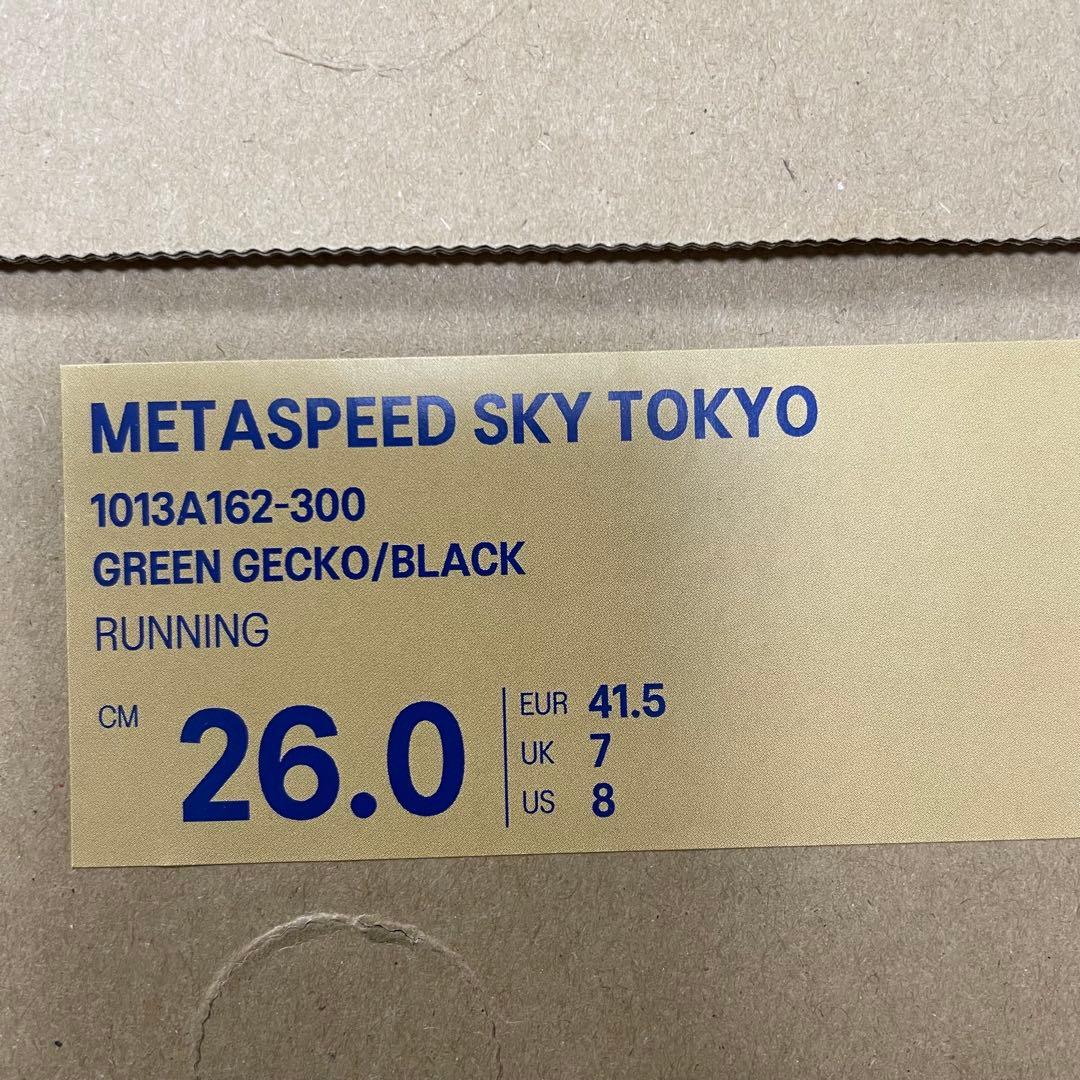 METASPEED SKY TOKYO
1013A162-300
GREEN GECKO/BLACK
RUNNING
CM 26.0
EUR 41.5
UK 7
US 8